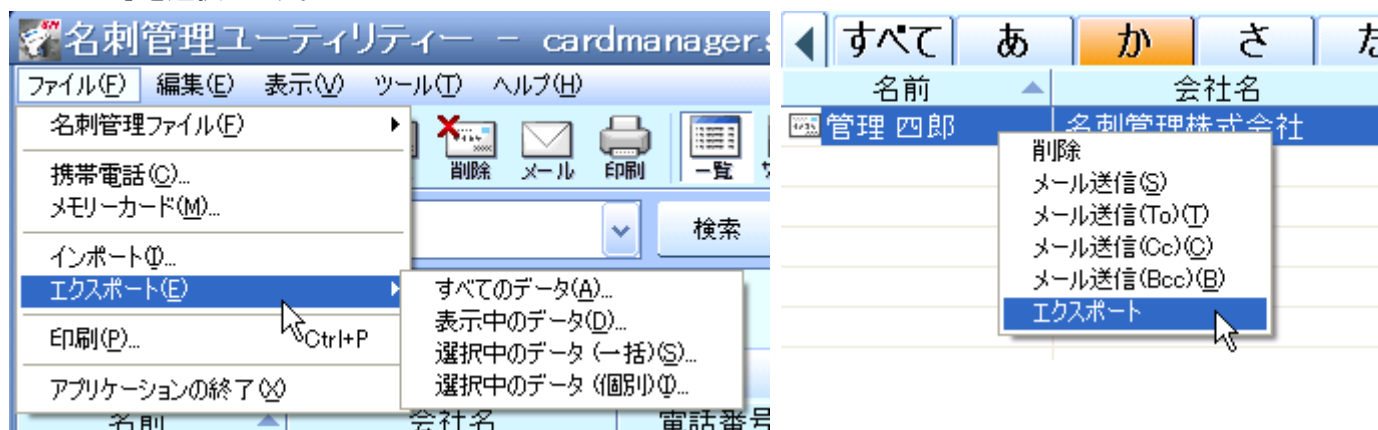 名刺管理ユーティリティー － cardmanager.s
ファイル(F) 編集(E) 表示(V) ツール(T) ヘルプ(H)
名刺管理ファイル(F)
携帯電話(C)...
メモリーカード(M)...
インポート(I)...
エクスポート(E)
印刷(P)... Ctrl+P
アプリケーションの終了(X)
削除 メール 印刷 一覧
検索
すべてのデータ(A)...
表示中のデータ(D)...
選択中のデータ (一括)(S)...
選択中のデータ (個別)(I)...
名前 会社名 電話番号
すべて あ か さ た
名前 会社名
管理 四郎 名刺管理株式会社
削除
メール送信(S)
メール送信(To)(T)
メール送信(Cc)(C)
メール送信(Bcc)(B)
エクスポート